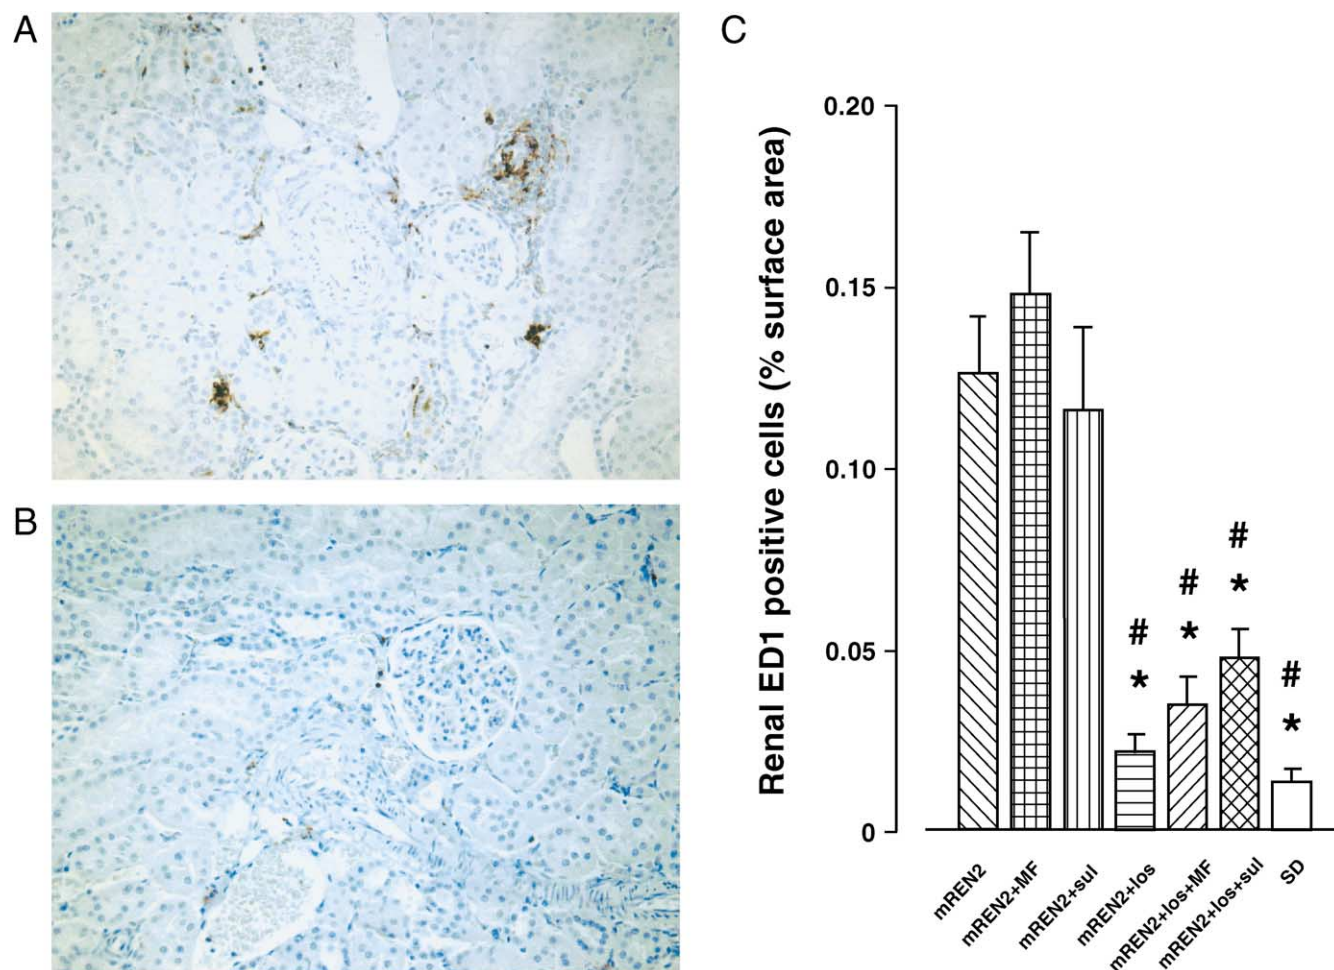 A
B
C
Renal ED1 positive cells (% surface area)
0.20
0.15
0.10
0.05
0
#
*
#
*
#
*
#
*
mREN2
mREN2+MF
mREN2+sul
mREN2+los
mREN2+los+MF
mREN2+los+sul
SD